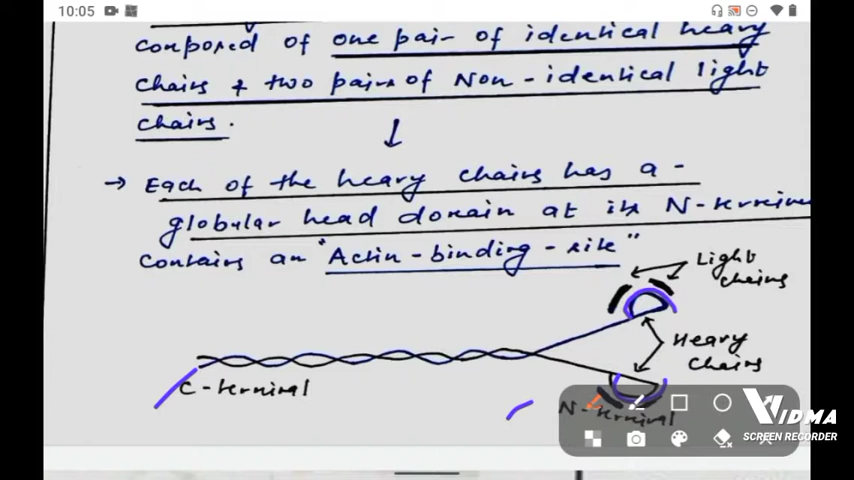 10:05
composed of one pair of identical heavy
chains + two pairs of Non-identical light
chains.
→ Each of the heavy chains has a-
globular head domain at its N-termin
contains an "Actin-binding-site"
Light
chains
Heavy
chains
C-terminal
N-terminal
VIDMA
SCREEN RECORDER